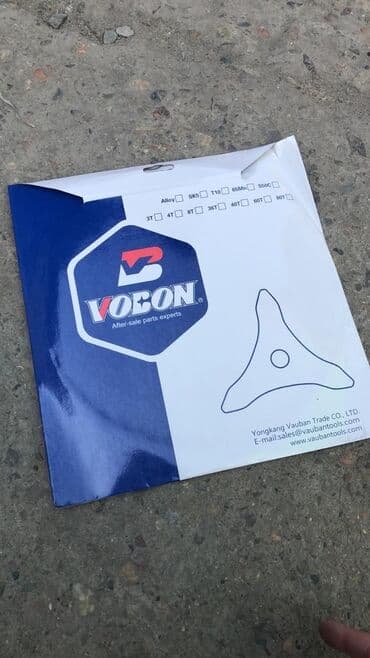 Alloy SK5 T10 65Mn S50C
3T 4T 8T 36T 40T 60T 80T
B
VOBON®
After-sale parts experts
Yongkang Vauban Trade CO., LTD.
E-mail:sales@vaubantools.com
www.vaubantools.com